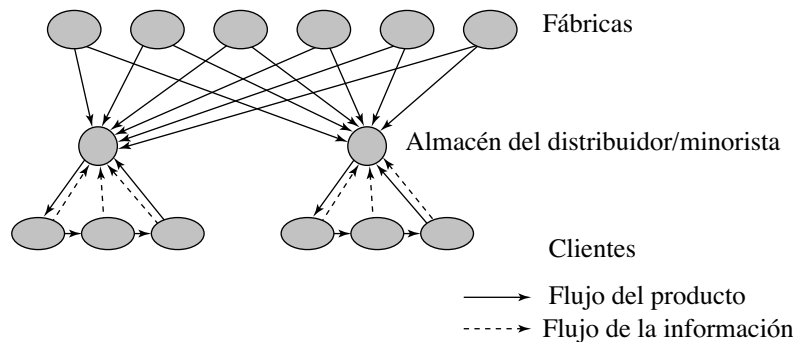 Fábricas
Almacén del distribuidor/minorista
Clientes
Flujo del producto
Flujo de la información